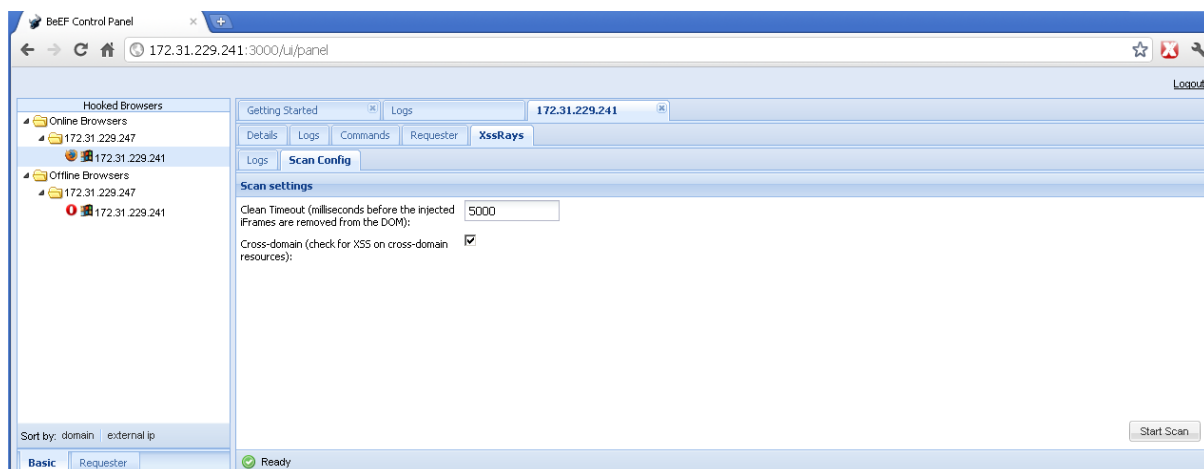 BeEF Control Panel
172.31.229.241:3000/ui/panel
Logout
Hooked Browsers
Online Browsers
172.31.229.247
172.31.229.241
Offline Browsers
172.31.229.247
172.31.229.241
Sort by: domain external ip
Basic Requester
Getting Started Logs 172.31.229.241
Details Logs Commands Requester XssRays
Logs Scan Config
Scan settings
Clean Timeout (milliseconds before the injected
iFrames are removed from the DOM):
5000
Cross-domain (check for XSS on cross-domain
resources):
Start Scan
Ready